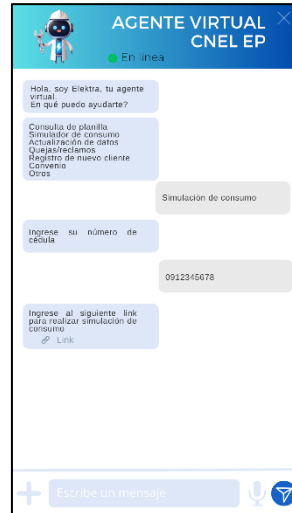 AGENTE VIRTUAL
CNEL EP
En linea
Hola, soy Elektra, tu agente
virtual.
En qué puedo ayudarte?
Consulta de planilla
Simulador de consumo
Actualización de datos
Quejas/reclamos
Registro de nuevo cliente
Convenio
Otros
Simulación de consumo
Ingrese su número de
cédula
0912345678
Ingrese al siguiente link
para realizar simulación de
consumo
Link
Escribe un mensaje